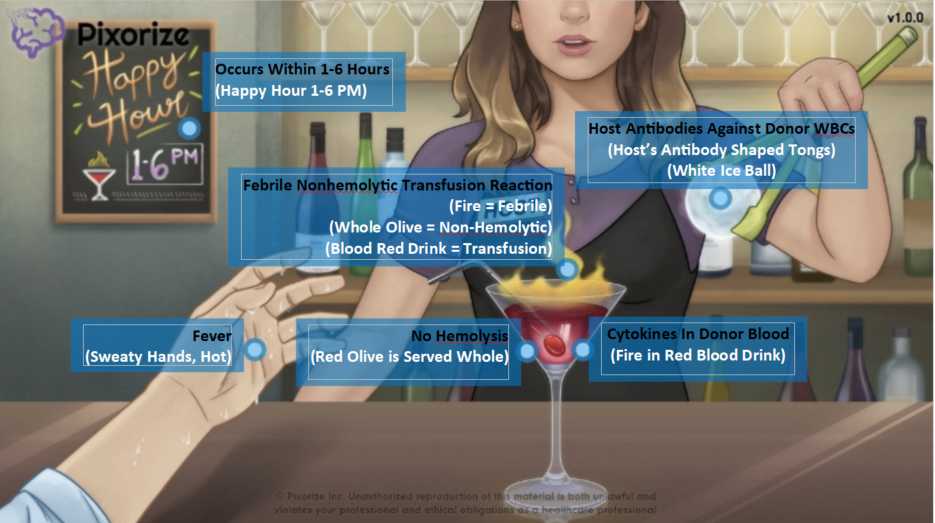 Pixorize
v1.0.0
Happy
Hour
1-6 PM
Occurs Within 1-6 Hours
(Happy Hour 1-6 PM)
Host Antibodies Against Donor WBCs
(Host's Antibody Shaped Tongs)
(White Ice Ball)
Febrile Nonhemolytic Transfusion Reaction
(Fire = Febrile)
(Whole Olive = Non-Hemolytic)
(Blood Red Drink = Transfusion)
Fever
(Sweaty Hands, Hot)
No Hemolysis
(Red Olive is Served Whole)
Cytokines In Donor Blood
(Fire in Red Blood Drink)
© Pixorize Inc. Unauthorized reproduction of this material is both unlawful and
violates your professional and ethical obligations as a healthcare professional